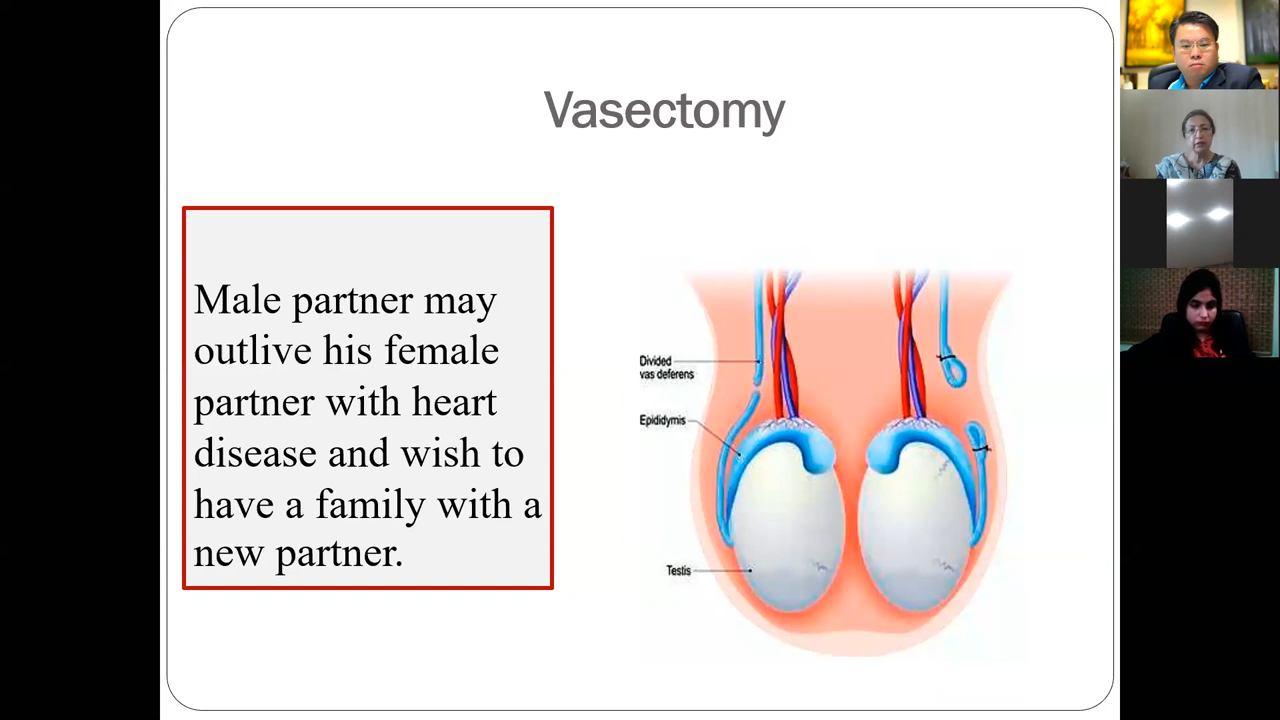 Vasectomy
Male partner may
outlive his female
partner with heart
disease and wish to
have a family with a
new partner.
Divided
vas deferens
Epididymis
Testis